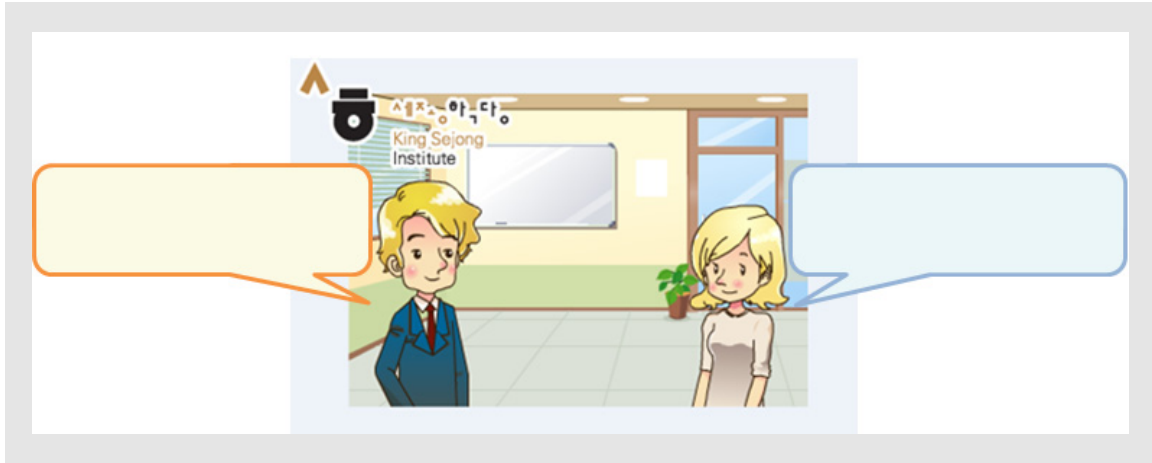 세종학당
King Sejong
Institute